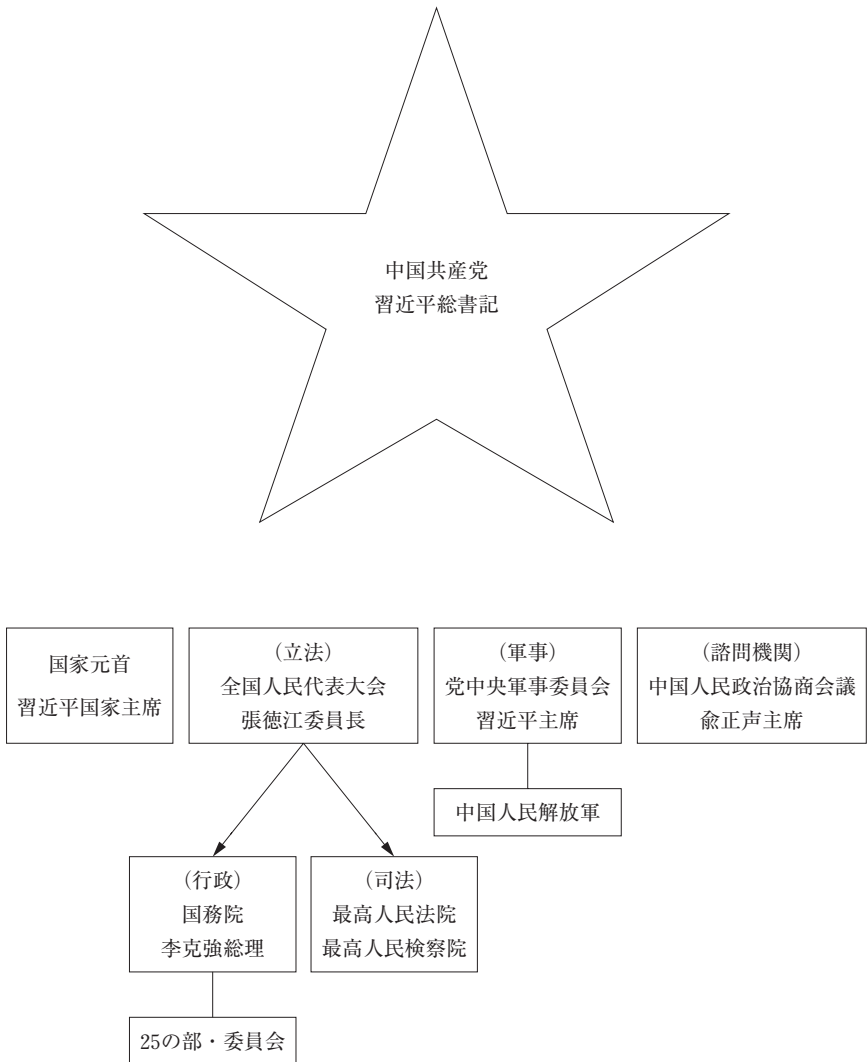 中国共産党
習近平総書記
国家元首
習近平国家主席
（立法）
全国人民代表大会
張徳江委員長
（軍事）
党中央軍事委員会
習近平主席
（諮問機関）
中国人民政治協商会議
兪正声主席
中国人民解放軍
（行政）
国務院
李克強総理
（司法）
最高人民法院
最高人民検察院
25の部・委員会